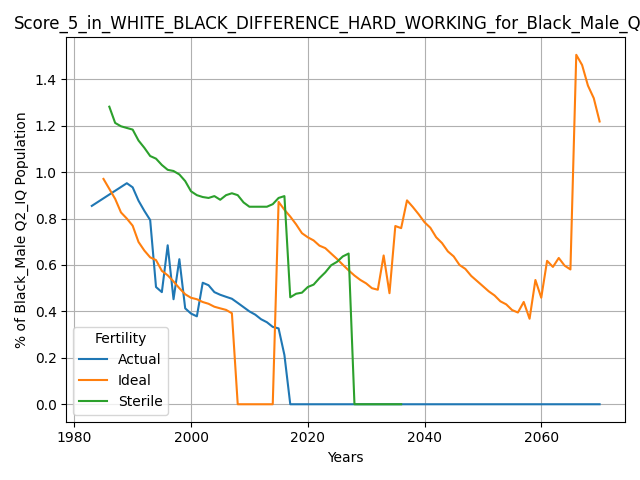 Score_5_in_WHITE_BLACK_DIFFERENCE_HARD_WORKING_for_Black_Male_Q
% of Black_Male Q2_IQ Population
1.4
1.2
1.0
0.8
0.6
0.4
0.2
0.0
Fertility
Actual
Ideal
Sterile
1980
2000
2020
2040
2060
Years